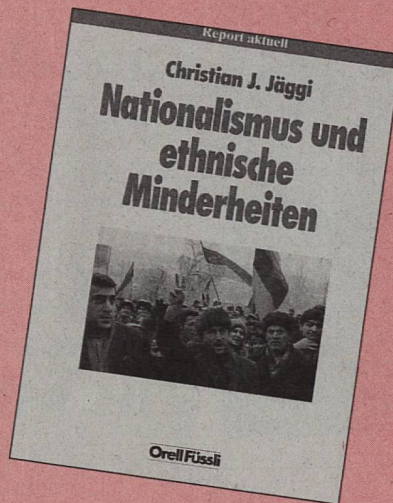 Report aktuell
Christian J. Jäggi
Nationalismus und
ethnische
Minderheiten
Orell Füssli